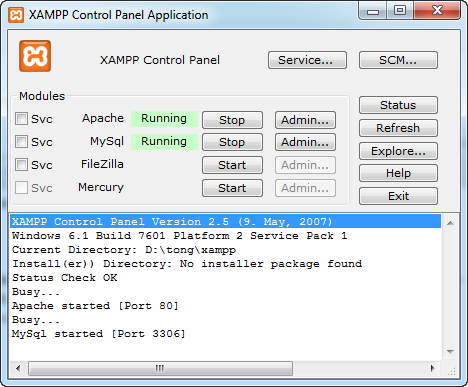 XAMPP Control Panel Application
XAMPP Control Panel
Service...
SCM...
Modules
Svc Apache Running Stop Admin...
Svc MySql Running Stop Admin...
Svc FileZilla Start Admin...
Svc Mercury Start Admin...
Status
Refresh
Explore...
Help
Exit
XAMPP Control Panel Version 2.5 (9. May, 2007)
Windows 6.1 Build 7601 Platform 2 Service Pack 1
Current Directory: D:\tong\xampp
Install(er)) Directory: No installer package found
Status Check OK
Busy...
Apache started [Port 80]
Busy...
MySql started [Port 3306]